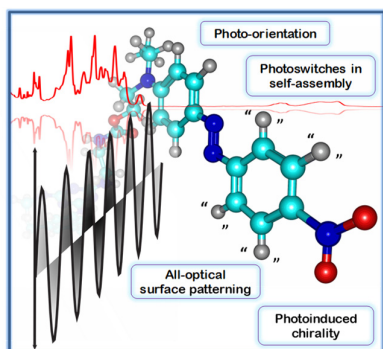 Photo-orientation
Photoswitches in
self-assembly
“ ”
“ ”
“ ”
“ ”
All-optical
surface patterning
Photoinduced
chirality